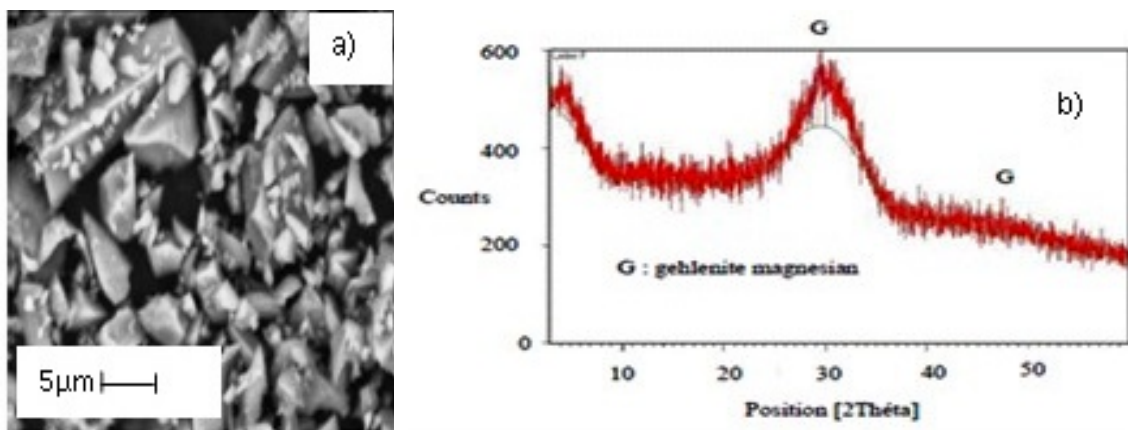 a)
5µm
G
600
b)
400
Counts
G
200
G : gehlenite magnesian
0
10 20 30 40 50
Position [2Théta]